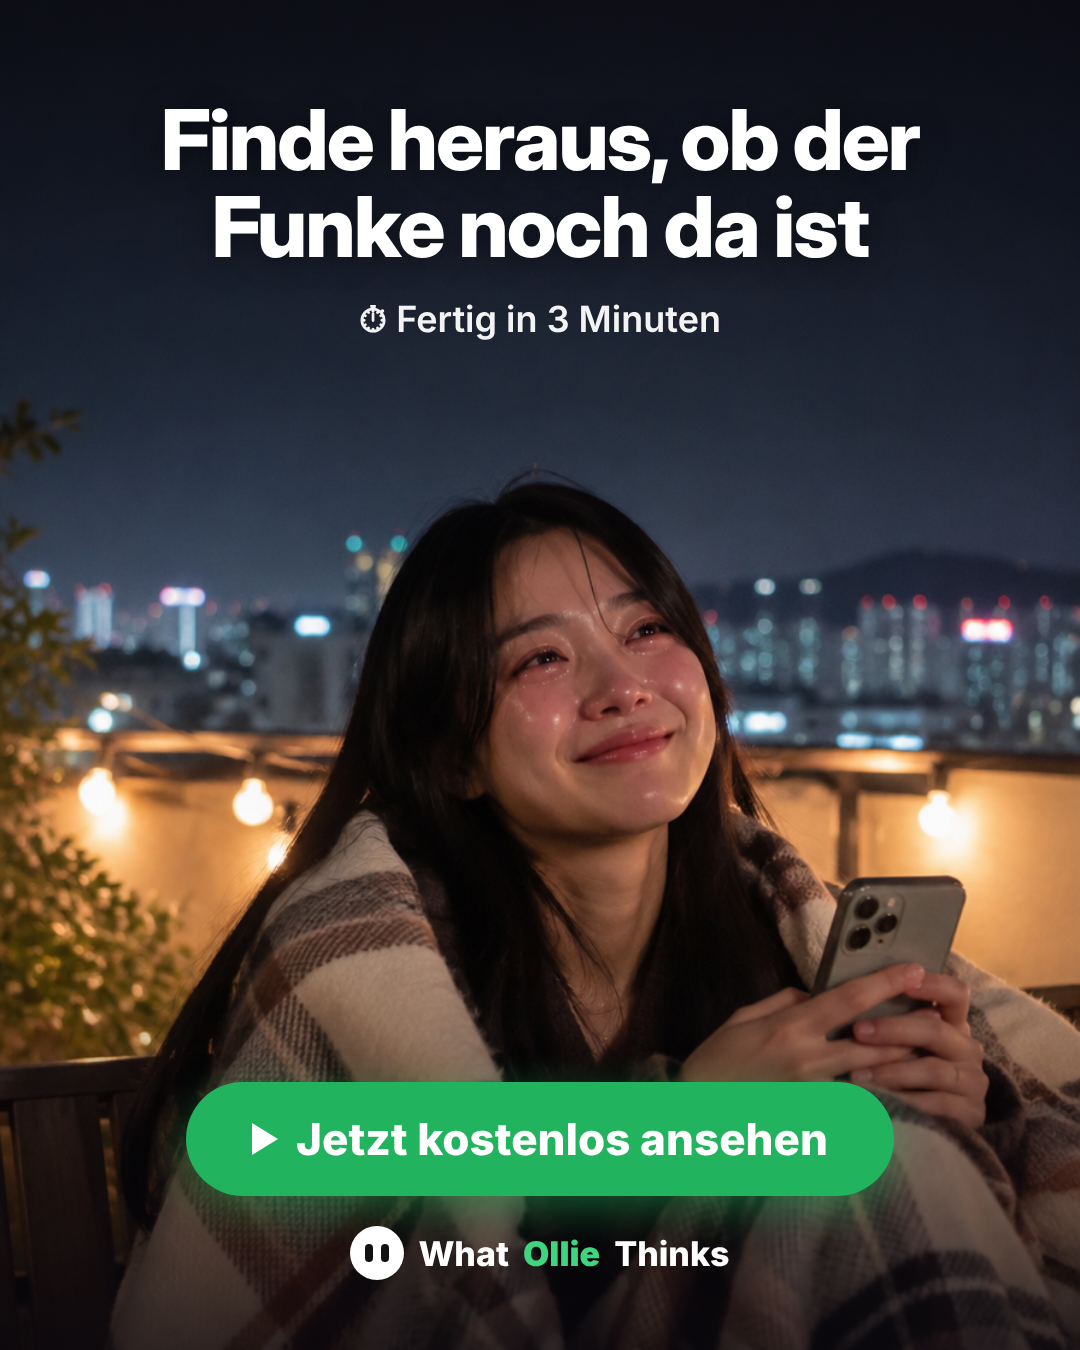 Finde heraus, ob der
Funke noch da ist
⏱ Fertig in 3 Minuten
▶ Jetzt kostenlos ansehen
What Ollie Thinks